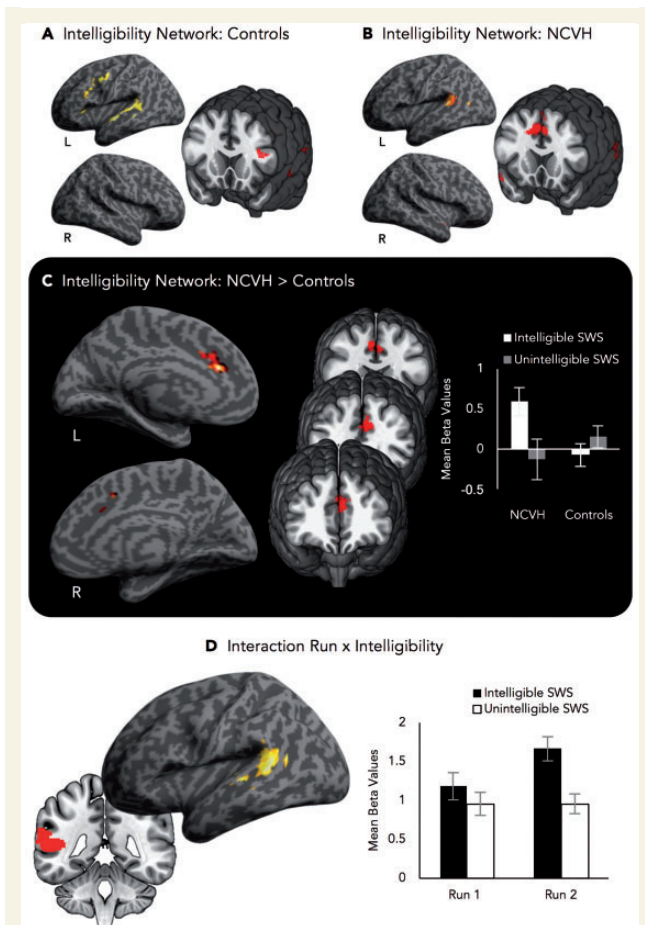 A Intelligibility Network: Controls
B Intelligibility Network: NCVH
L
R
L
R
C Intelligibility Network: NCVH > Controls
L
R
Intelligible SWS
Unintelligible SWS
Mean Beta Values
1
0.5
0
-0.5
NCVH
Controls
D Interaction Run x Intelligibility
Intelligible SWS
Unintelligible SWS
Mean Beta Values
2
1.5
1
0.5
0
Run 1
Run 2